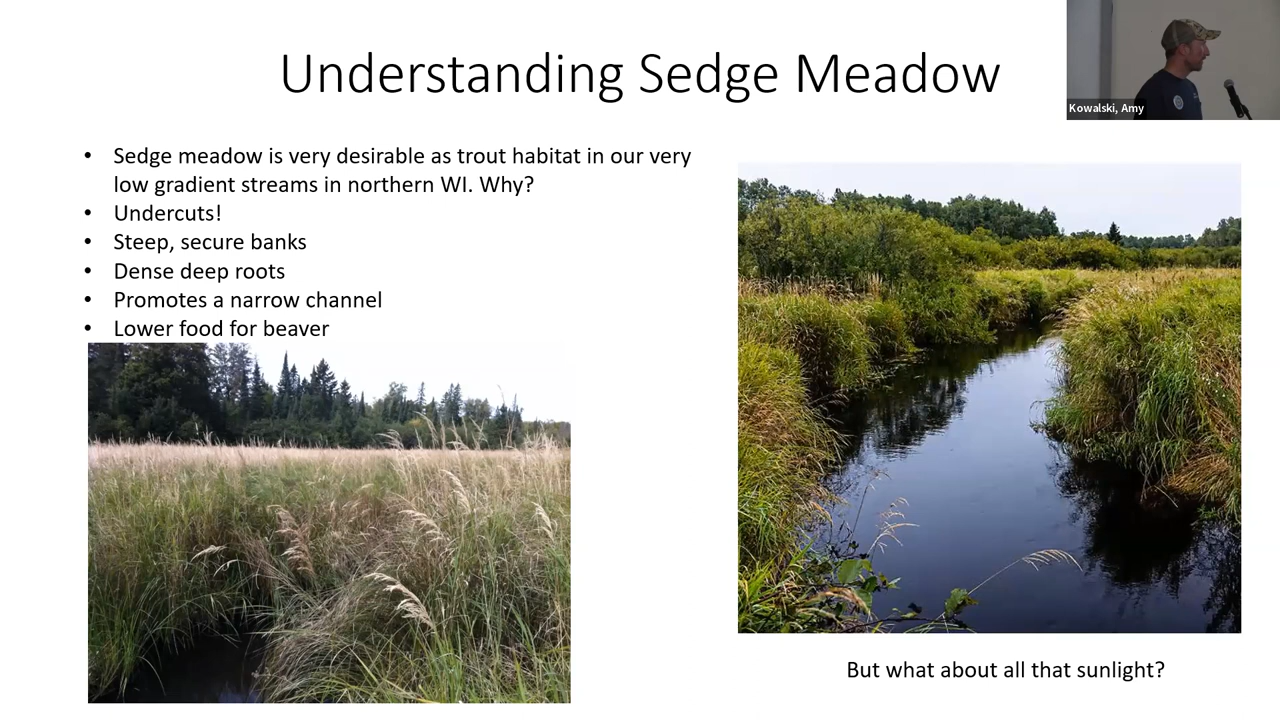 Understanding Sedge Meadow
Kowalski, Amy
• Sedge meadow is very desirable as trout habitat in our very
low gradient streams in northern WI. Why?
• Undercuts!
• Steep, secure banks
• Dense deep roots
• Promotes a narrow channel
• Lower food for beaver
But what about all that sunlight?